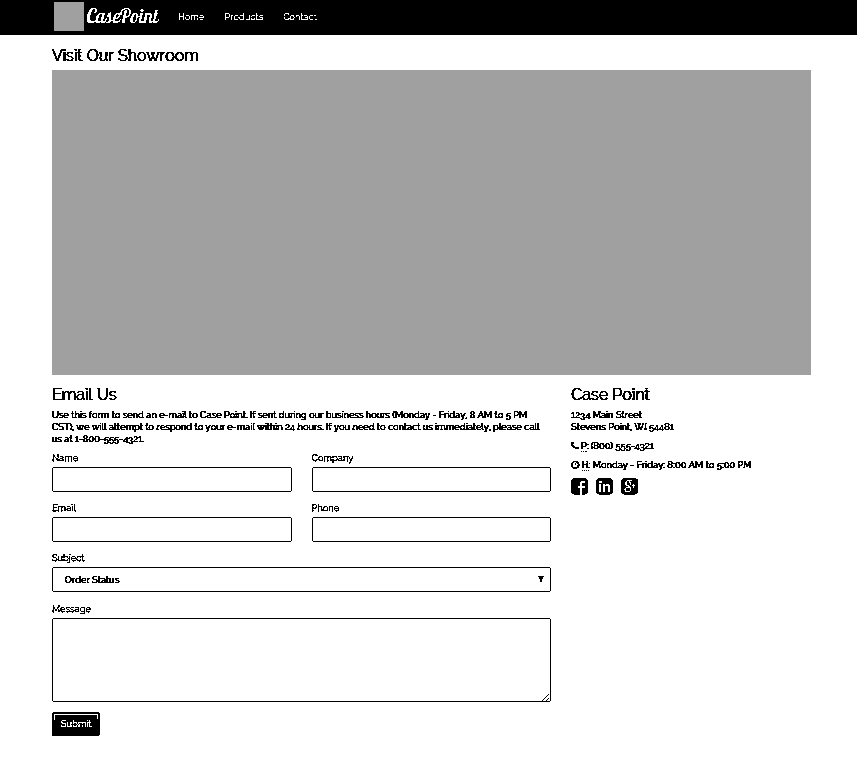 CasePoint Home Products Contact
Visit Our Showroom
Email Us
Use this form to send an e-mail to Case Point. If sent during our business hours (Monday - Friday, 8 AM to 5 PM
CST), we will attempt to respond to your e-mail within 24 hours. If you need to contact us immediately, please call
us at 1-800-555-4321.
Name Company
Email Phone
Subject
Order Status
Message
Submit
Case Point
1234 Main Street
Stevens Point, WI 54481
P: (800) 555-4321
H: Monday - Friday: 8:00 AM to 5:00 PM
f in g+